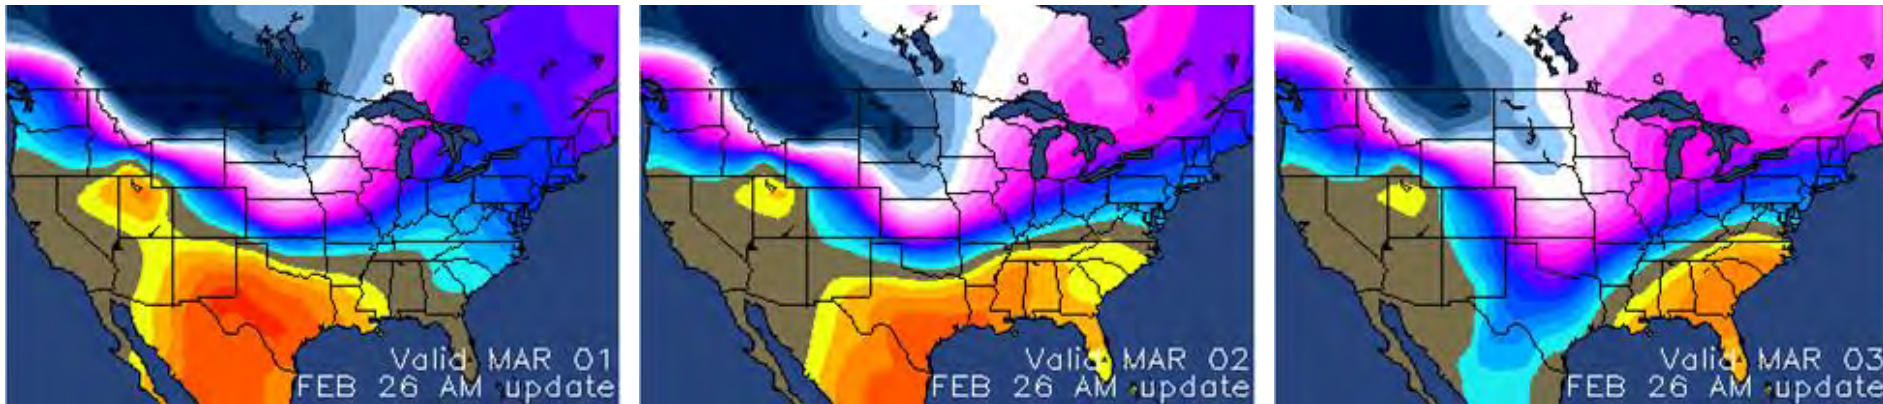 Valid MAR 01
FEB 26 AM update
Valid MAR 02
FEB 26 AM update
Valid MAR 03
FEB 26 AM update